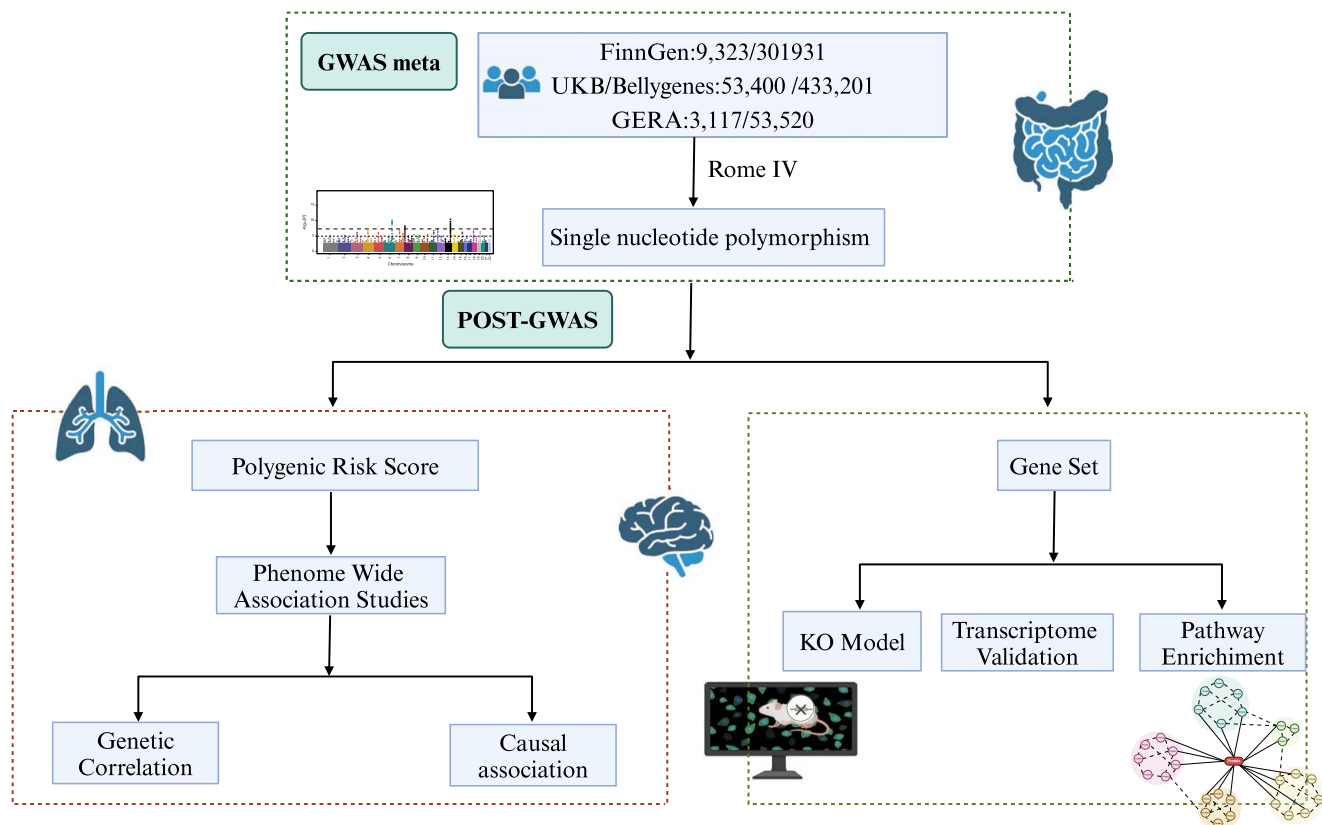 GWAS meta
FinnGen:9,323/301931
UKB/Bellygenes:53,400 /433,201
GERA:3,117/53,520
Rome IV
Single nucleotide polymorphism
Chromosome
POST-GWAS
Polygenic Risk Score
Phenome Wide
Association Studies
Genetic
Correlation
Causal
association
Gene Set
KO Model
Transcriptome
Validation
Pathway
Enrichiment